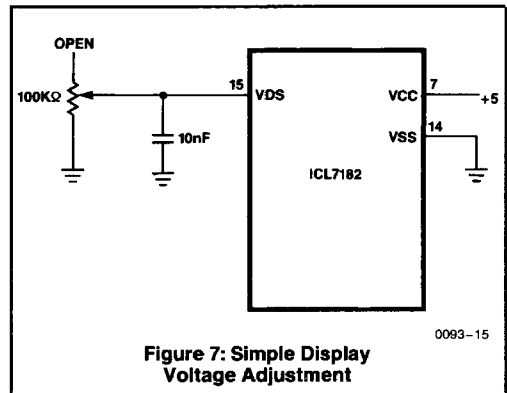 OPEN
100KΩ
10nF
15
VDS
VCC
7
+5
VSS
14
ICL7182
0093-15
Figure 7: Simple Display
Voltage Adjustment